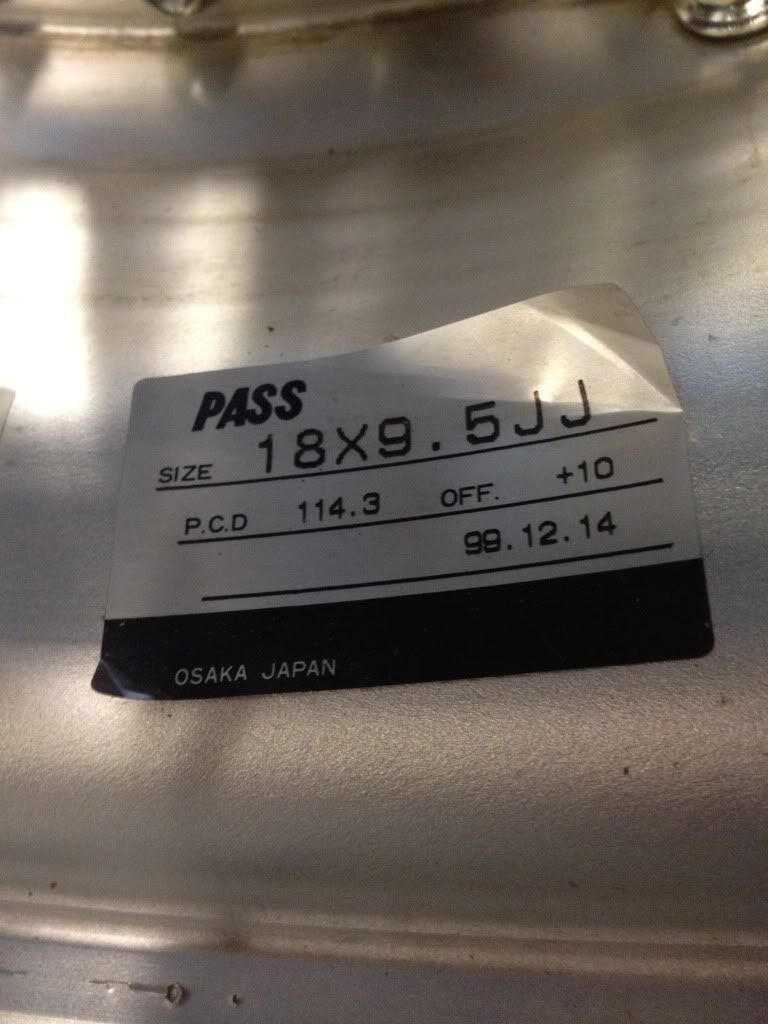 PASS
SIZE 18X9.5JJ
P.C.D 114.3 OFF. +10
99.12.14
OSAKA JAPAN